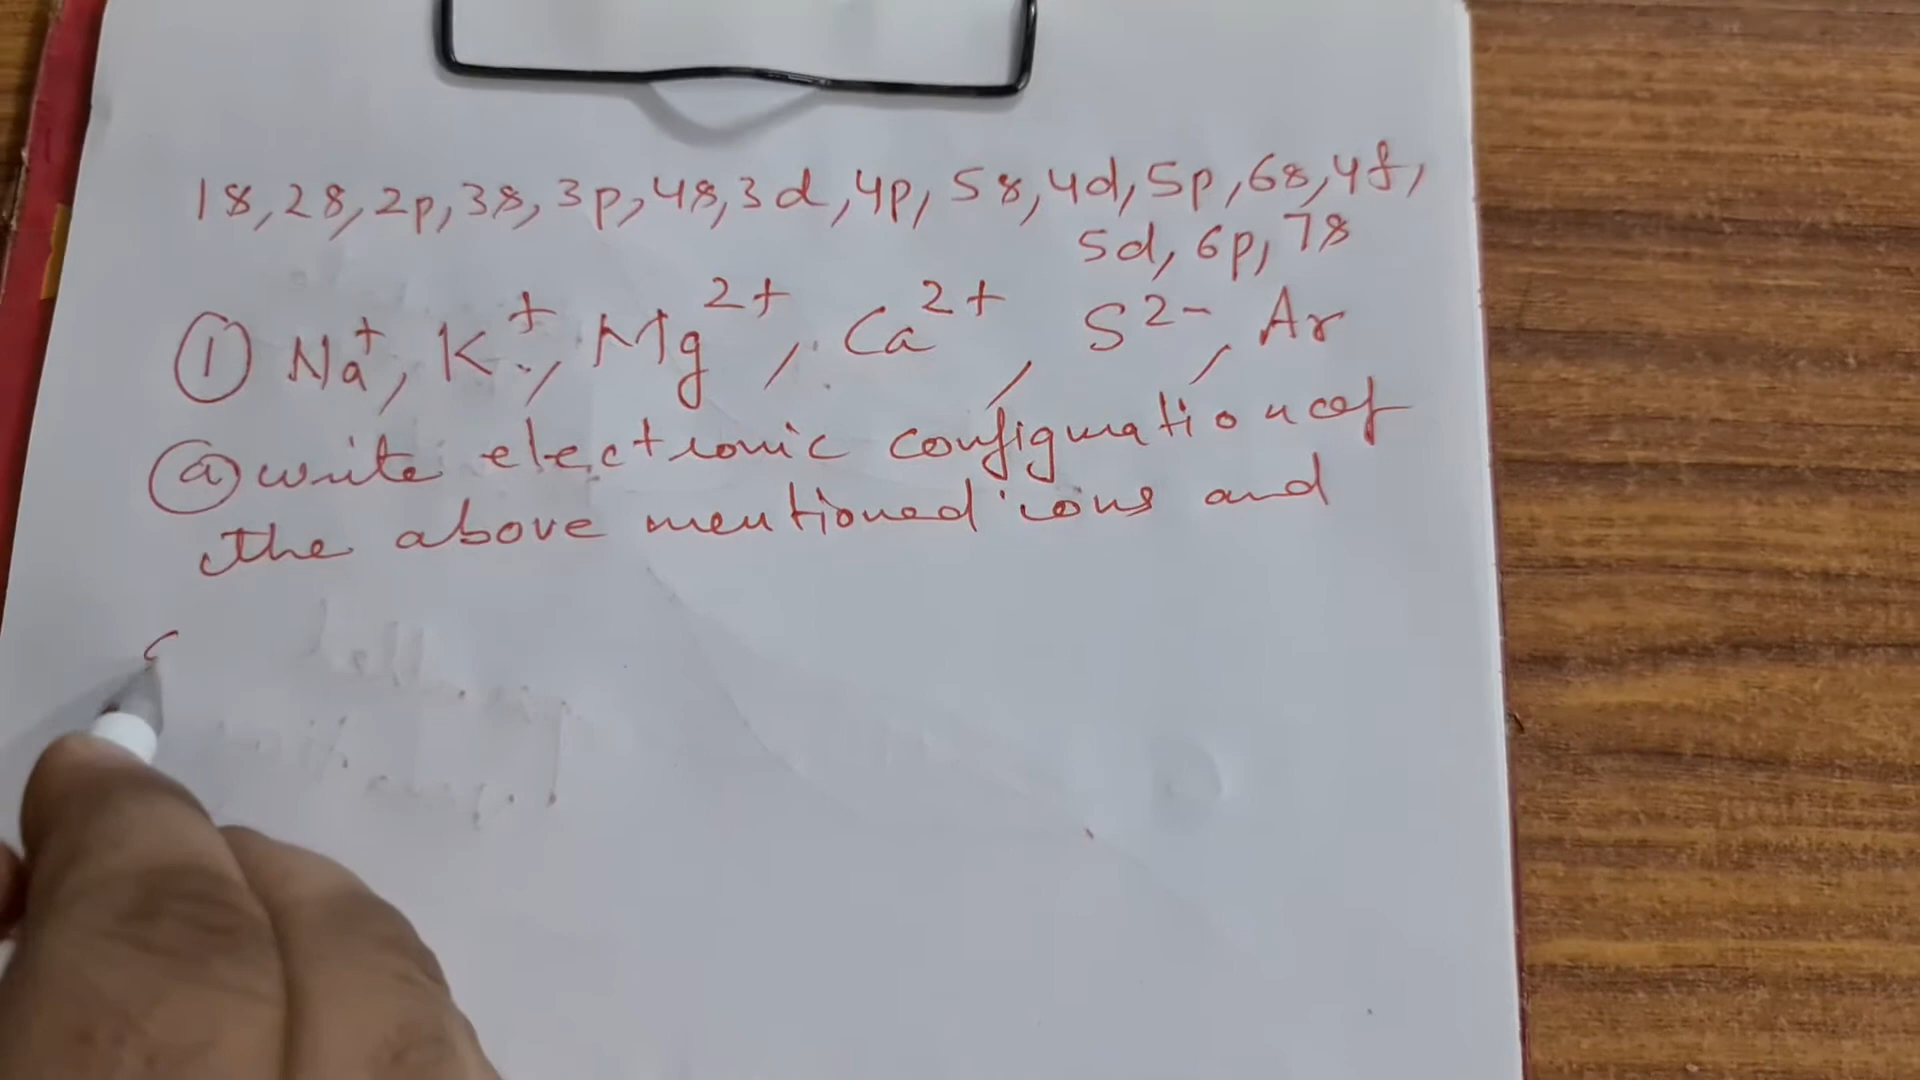 1s, 2s, 2p, 3s, 3p, 4s, 3d, 4p, 5s, 4d, 5p, 6s, 4f,
5d, 6p, 7s
① Na⁺, K⁺, Mg²⁺, Ca²⁺, S²⁻, Ar
ⓐ write electronic configuration of
the above mentioned ions and